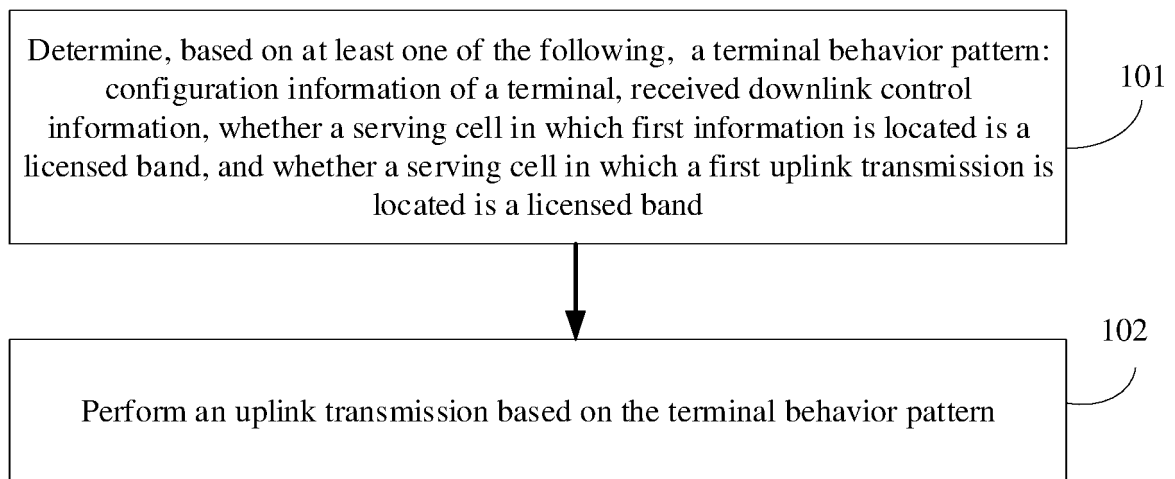 Determine, based on at least one of the following, a terminal behavior pattern:
configuration information of a terminal, received downlink control
information, whether a serving cell in which first information is located is a
licensed band, and whether a serving cell in which a first uplink transmission is
located is a licensed band
101
102
Perform an uplink transmission based on the terminal behavior pattern